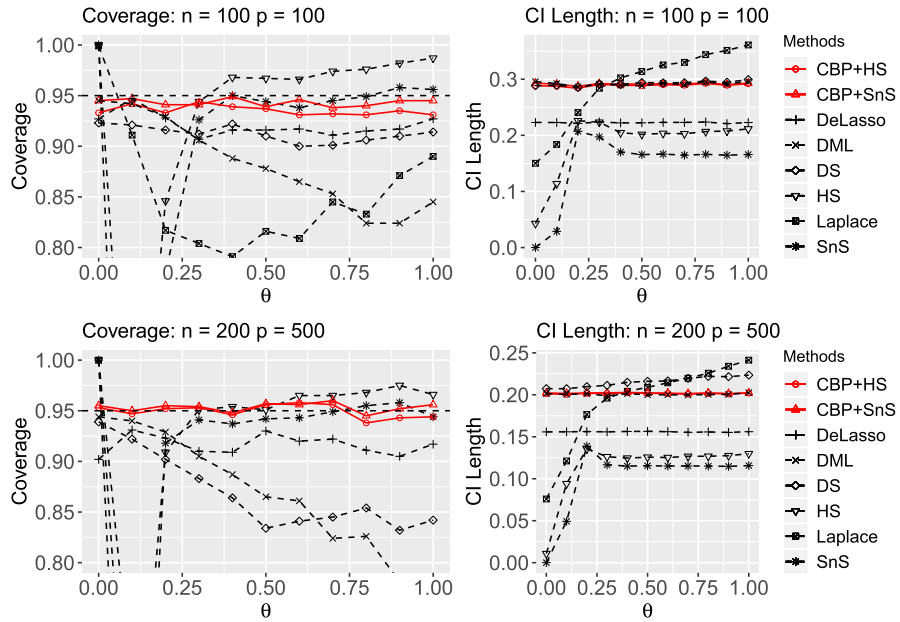 Coverage: n = 100 p = 100
CI Length: n = 100 p = 100
Coverage
1.00
0.95
0.90
0.85
0.80
0.00
0.25
0.50
0.75
1.00
θ
CI Length
0.3
0.2
0.1
0.0
0.00
0.25
0.50
0.75
1.00
θ
Methods
CBP+HS
CBP+SnS
DeLasso
DML
DS
HS
Laplace
SnS
Coverage: n = 200 p = 500
CI Length: n = 200 p = 500
Coverage
1.00
0.95
0.90
0.85
0.80
0.00
0.25
0.50
0.75
1.00
θ
CI Length
0.25
0.20
0.15
0.10
0.05
0.00
0.00
0.25
0.50
0.75
1.00
θ
Methods
CBP+HS
CBP+SnS
DeLasso
DML
DS
HS
Laplace
SnS